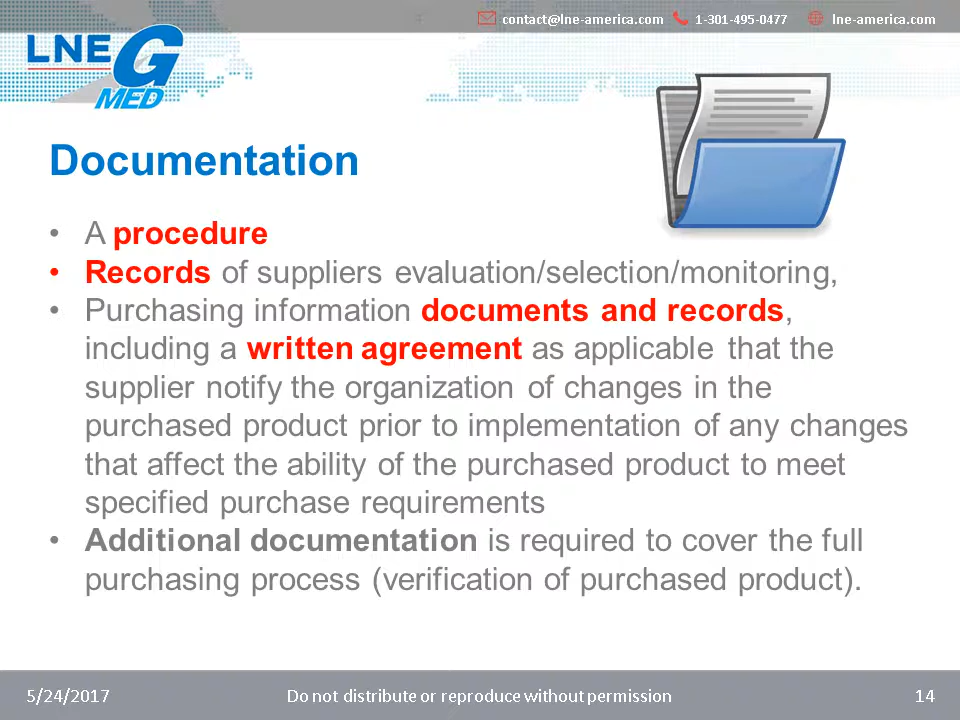 contact@lne-america.com 1-301-495-0477 lne-america.com
LNE G
MED
Documentation
• A procedure
• Records of suppliers evaluation/selection/monitoring,
• Purchasing information documents and records,
including a written agreement as applicable that the
supplier notify the organization of changes in the
purchased product prior to implementation of any changes
that affect the ability of the purchased product to meet
specified purchase requirements
• Additional documentation is required to cover the full
purchasing process (verification of purchased product).
5/24/2017 Do not distribute or reproduce without permission 14